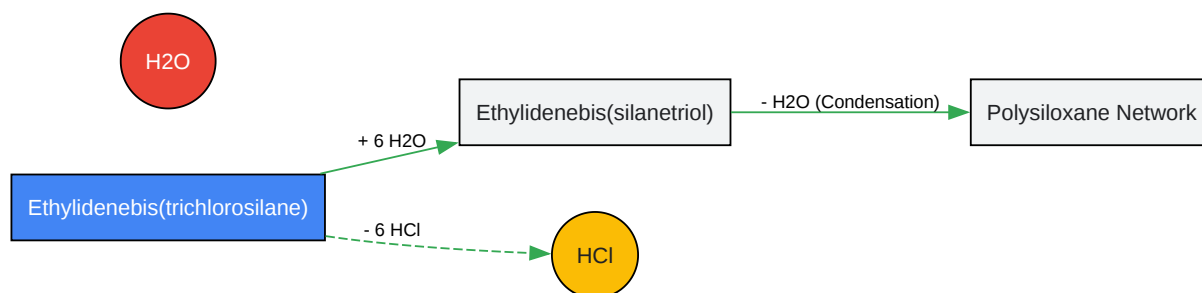 H2O
Ethylidenebis(trichlorosilane)
+ 6 H2O
- 6 HCl
Ethylidenebis(silanetriol)
HCl
- H2O (Condensation)
Polysiloxane Network